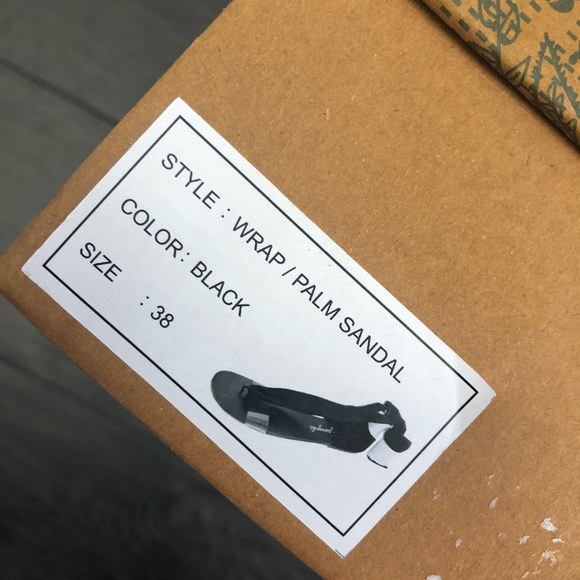 STYLE : WRAP / PALM SANDAL
COLOR : BLACK
SIZE : 38